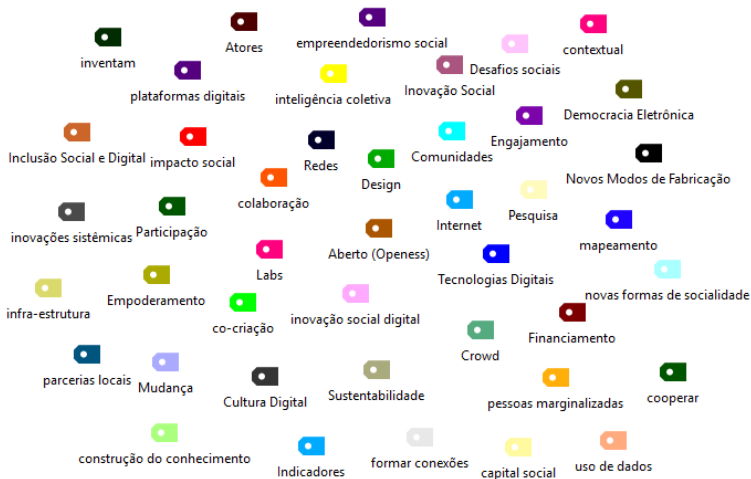 empreendedorismo social
Atores
contextual
inventam
Desafios sociais
plataformas digitais
inteligência coletiva
Inovação Social
Democracia Eletrônica
Engajamento
Inclusão Social e Digital
impacto social
Redes
Comunidades
Design
Novos Modos de Fabricação
colaboração
Pesquisa
Internet
inovações sistêmicas
Participação
mapeamento
Aberto (Openess)
Labs
Tecnologias Digitais
novas formas de socialidade
infra-estrutura
Empoderamento
co-criação
inovação social digital
Financiamento
Crowd
parcerias locais
Mudança
Cultura Digital
Sustentabilidade
pessoas marginalizadas
cooperar
construção do conhecimento
Indicadores
formar conexões
capital social
uso de dados